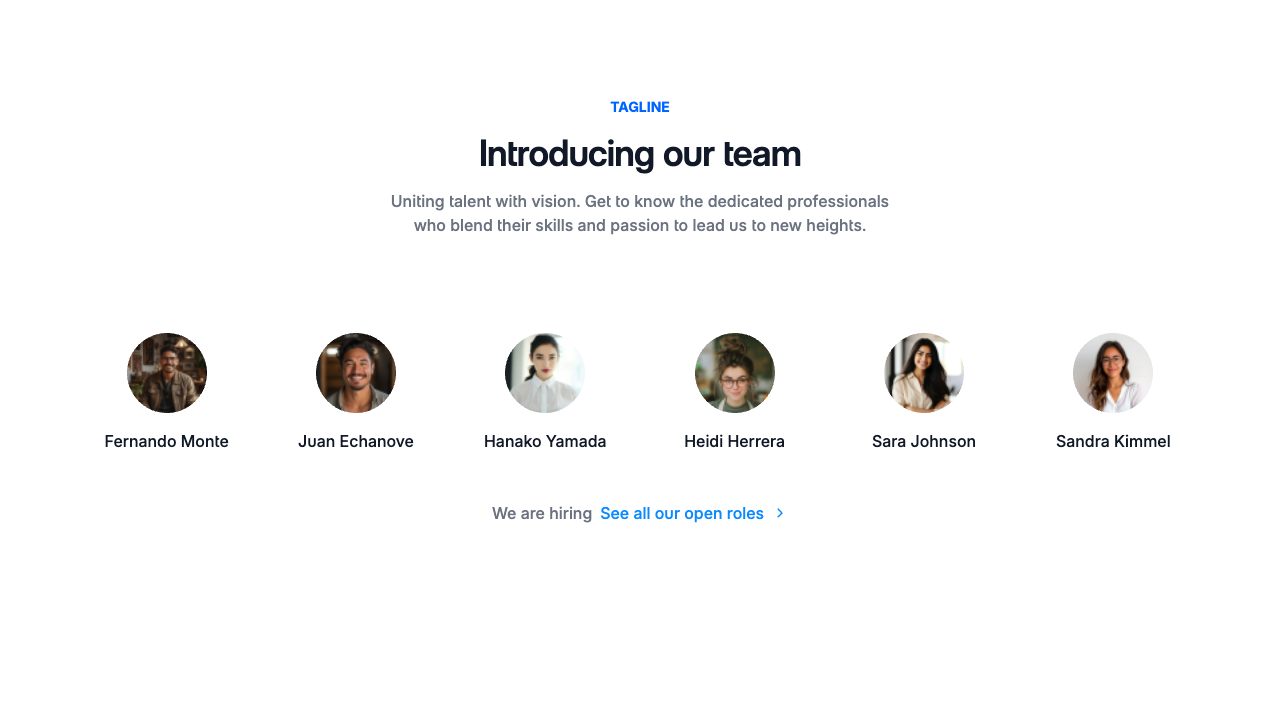 TAGLINE
Introducing our team
Uniting talent with vision. Get to know the dedicated professionals
who blend their skills and passion to lead us to new heights.
Fernando Monte
Juan Echanove
Hanako Yamada
Heidi Herrera
Sara Johnson
Sandra Kimmel
We are hiring See all our open roles